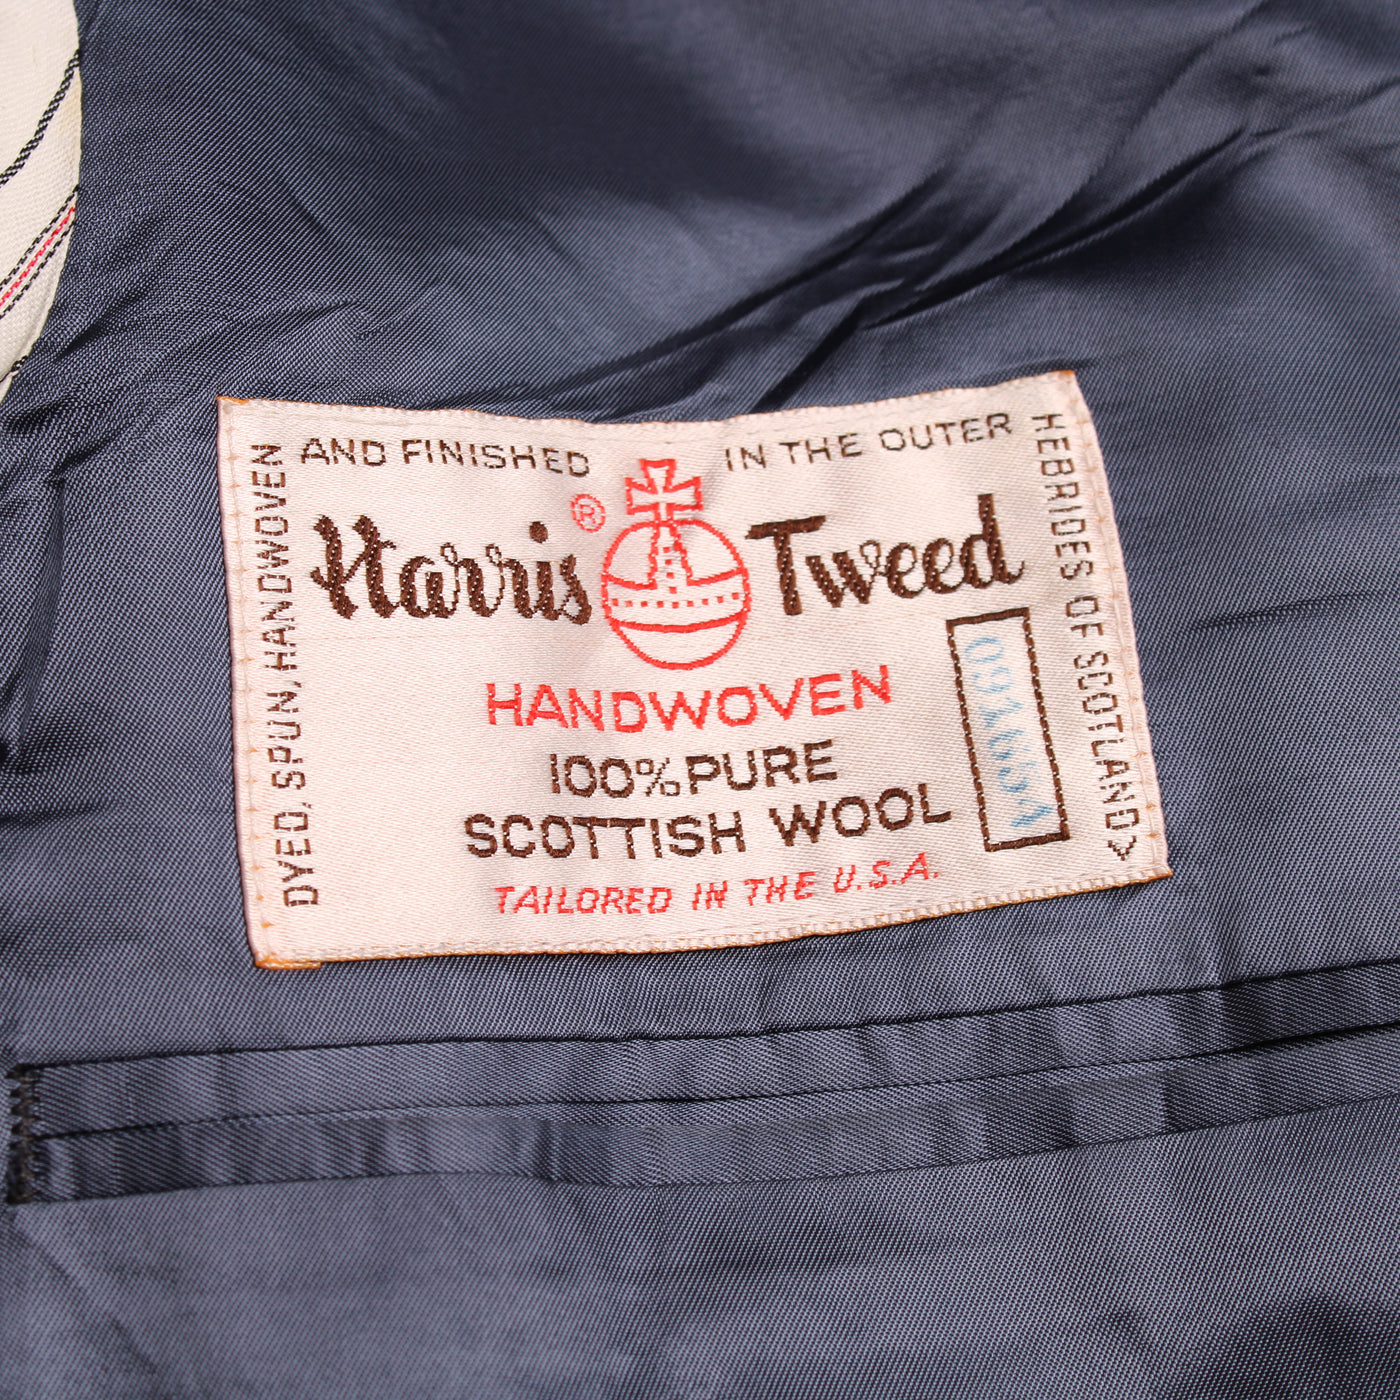 DYED, SPUN, HANDWOVEN
AND FINISHED IN THE OUTER
HEBRIDES OF SCOTLAND>
Harris® Tweed
HANDWOVEN
100% PURE
SCOTTISH WOOL
TAILORED IN THE U.S.A.